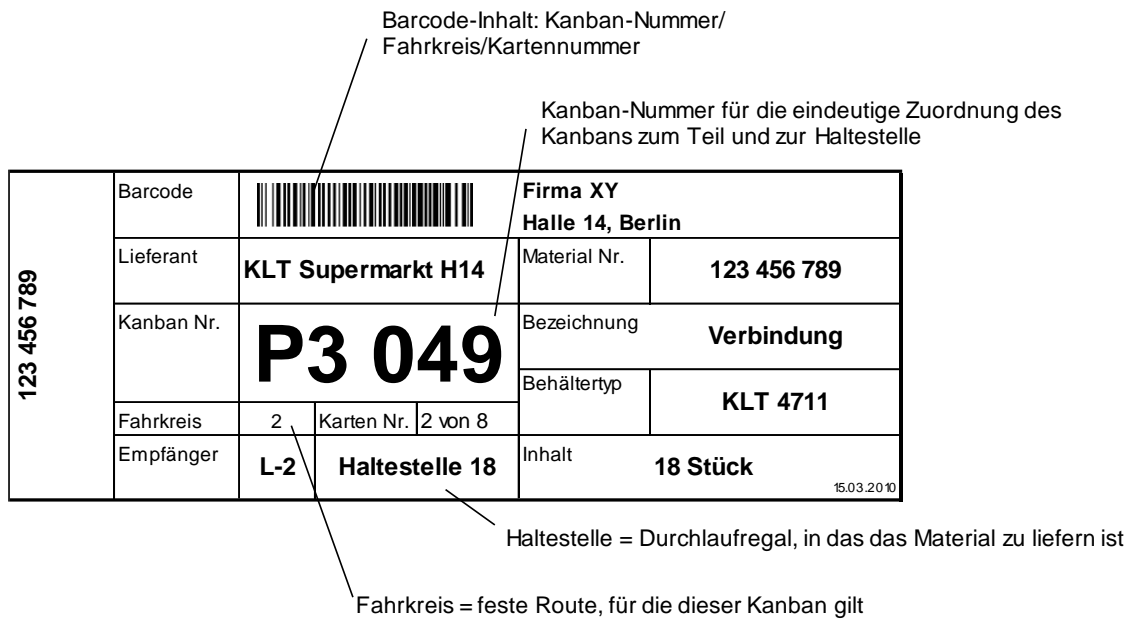 Barcode-Inhalt: Kanban-Nummer/
Fahrkreis/Kartennummer
Kanban-Nummer für die eindeutige Zuordnung des
Kanbans zum Teil und zur Haltestelle
123 456 789
Barcode
Firma XY
Halle 14, Berlin
Lieferant
KLT Supermarkt H14
Material Nr.
123 456 789
Kanban Nr.
P3 049
Bezeichnung
Verbindung
Behältertyp
KLT 4711
Fahrkreis
2
Karten Nr.
2 von 8
Empfänger
L-2
Haltestelle 18
Inhalt
18 Stück
15.03.2010
Haltestelle = Durchlaufregal, in das das Material zu liefern ist
Fahrkreis = feste Route, für die dieser Kanban gilt